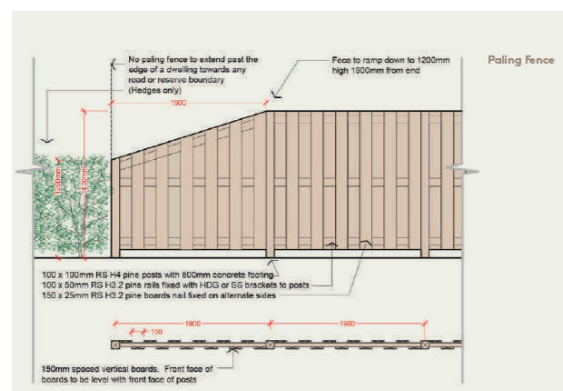 No paling fence to extend past the
edge of a dwelling towards any
road or reserve boundary
(Hedges only)
Fece to ramp down to 1200mm
high 1900mm from end
Paling Fence
1900
1200mm
100 x 100mm RS H4 pine posts with 600mm concrete footing
100 x 50mm RS H3.2 pine rails fixed with HDG or SS brackets to posts
150 x 25mm RS H3.2 pine boards nail fixed on alternate sides
1900
1900
150
150mm spaced vertical boards. Front face of
boards to be level with front face of posts